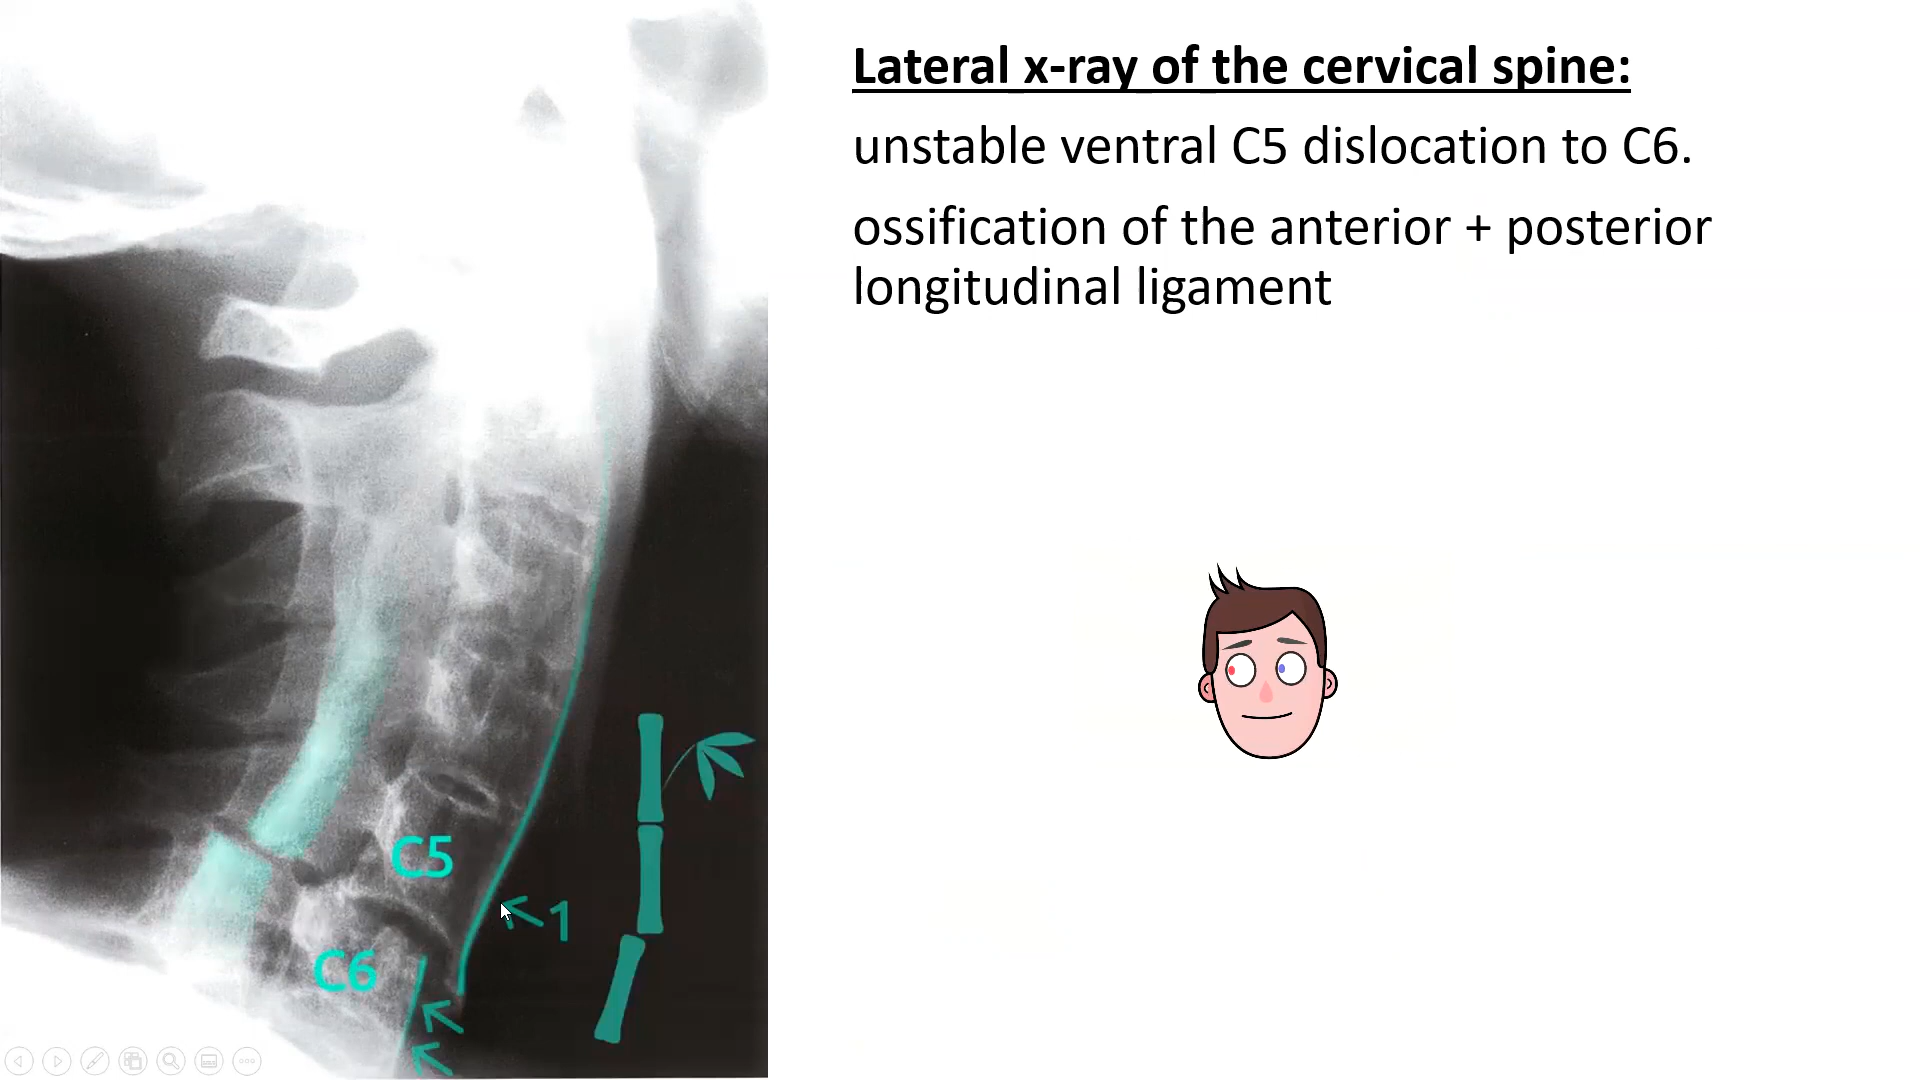 Lateral x-ray of the cervical spine:
unstable ventral C5 dislocation to C6.
ossification of the anterior + posterior
longitudinal ligament
C5
1
C6